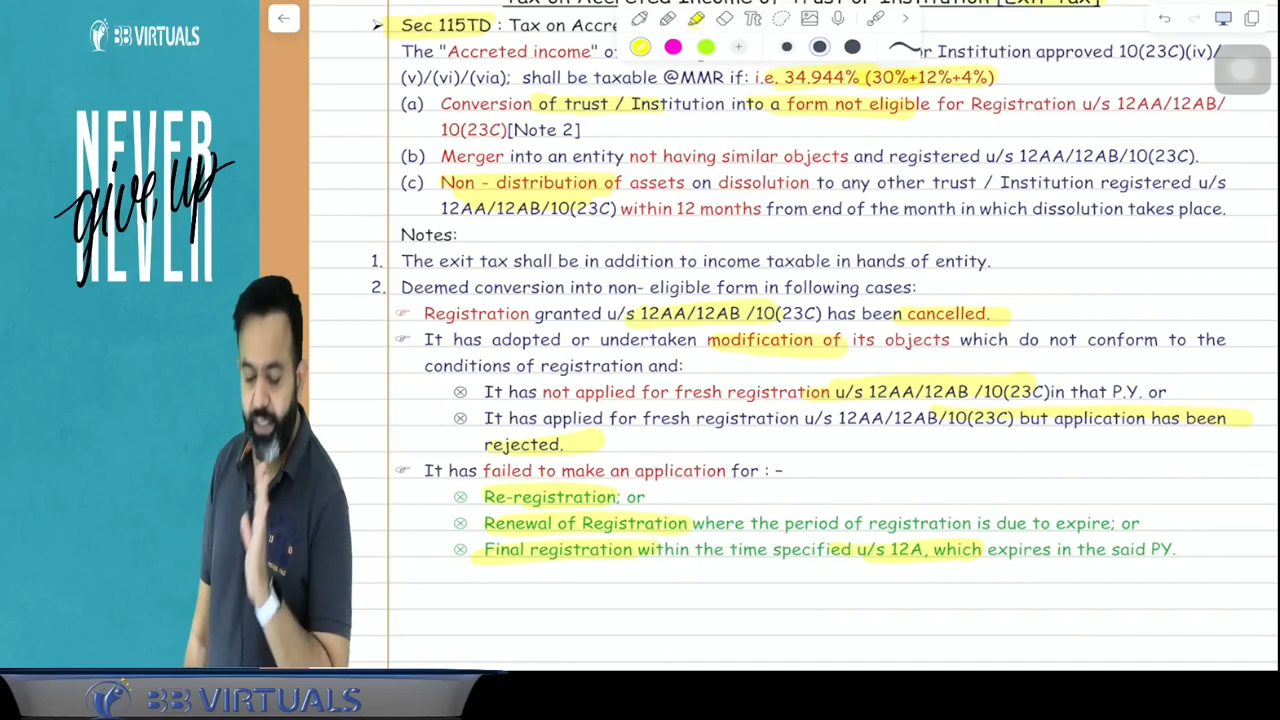 BB VIRTUALS
NEVER
give up
NEVER
Tax on Accreted Income of Trust or Institution [Exit Tax]
➤ Sec 115TD : Tax on Accre
The "Accreted income" o
or Institution approved 10(23C)(iv)/
(v)/(vi)/(via); shall be taxable @MMR if: i.e. 34.944% (30%+12%+4%)
(a) Conversion of trust / Institution into a form not eligible for Registration u/s 12AA/12AB/
10(23C)[Note 2]
(b) Merger into an entity not having similar objects and registered u/s 12AA/12AB/10(23C).
(c) Non - distribution of assets on dissolution to any other trust / Institution registered u/s
12AA/12AB/10(23C) within 12 months from end of the month in which dissolution takes place.
Notes:
1. The exit tax shall be in addition to income taxable in hands of entity.
2. Deemed conversion into non- eligible form in following cases:
☞ Registration granted u/s 12AA/12AB /10(23C) has been cancelled.
☞ It has adopted or undertaken modification of its objects which do not conform to the
conditions of registration and:
⊗ It has not applied for fresh registration u/s 12AA/12AB /10(23C)in that P.Y. or
⊗ It has applied for fresh registration u/s 12AA/12AB/10(23C) but application has been
rejected.
☞ It has failed to make an application for : –
⊗ Re-registration; or
⊗ Renewal of Registration where the period of registration is due to expire; or
⊗ Final registration within the time specified u/s 12A, which expires in the said PY.
BB VIRTUALS